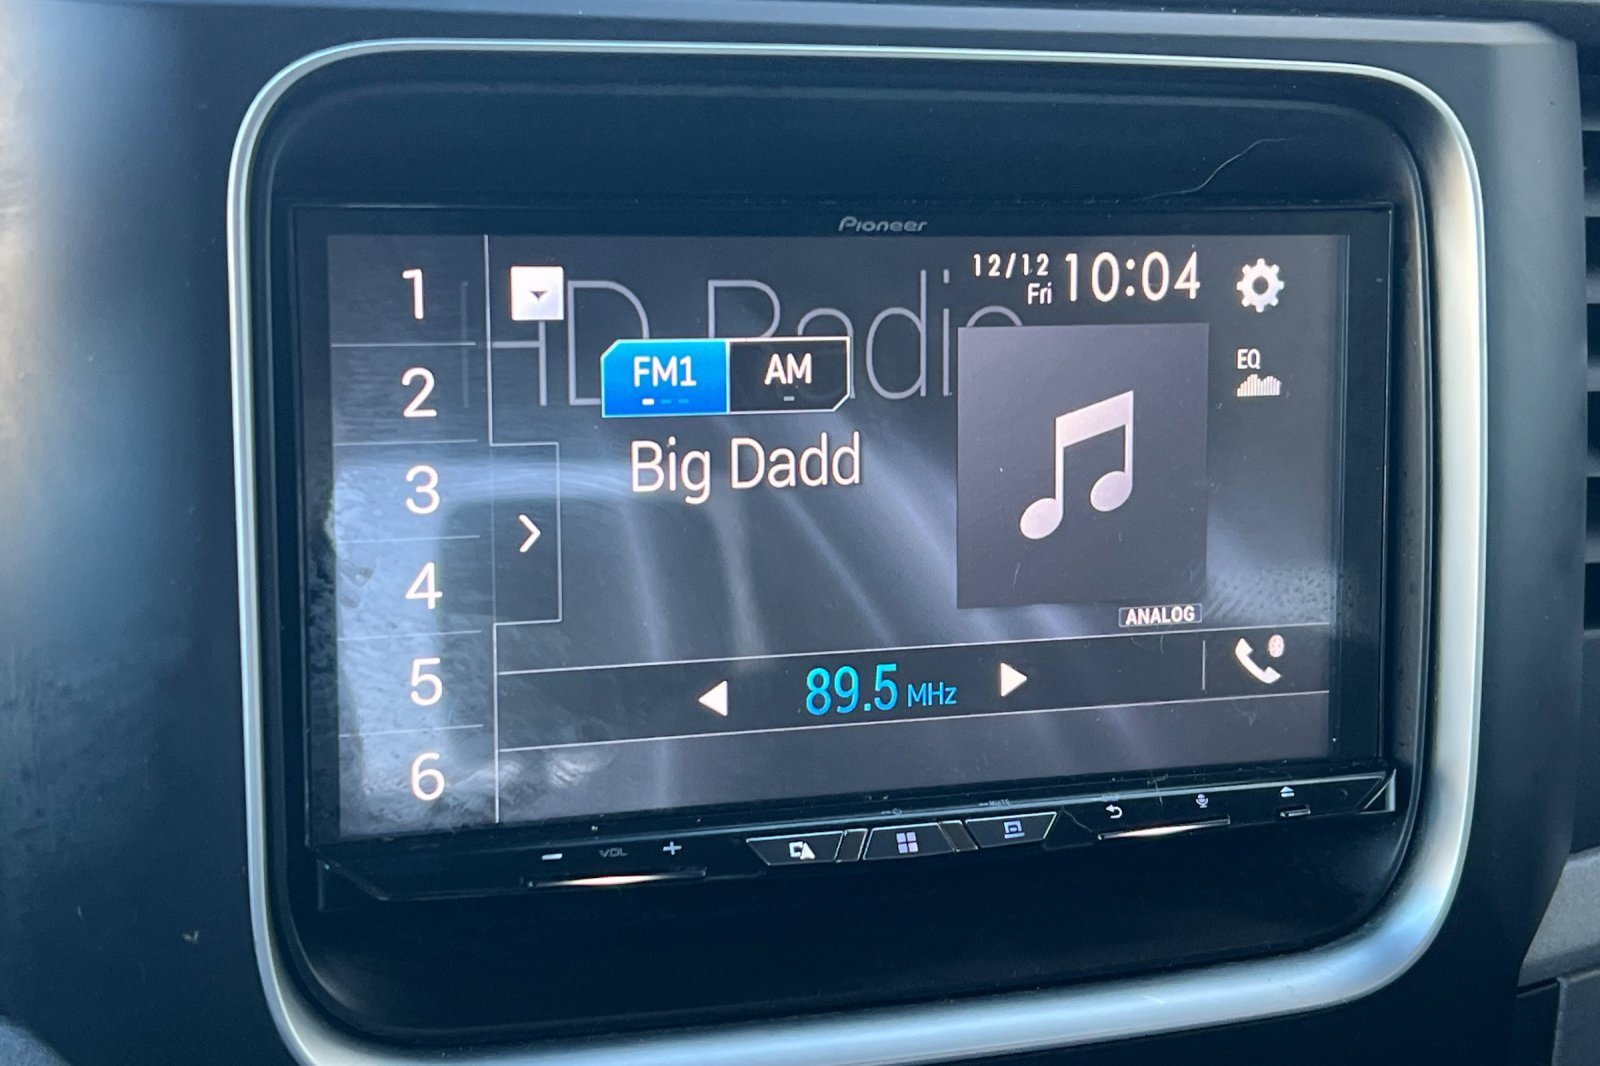 Pioneer
HD Radio
12/12
Fri
10:04
1
2
3
4
5
6
FM1
AM
EQ
Big Dadd
ANALOG
89.5 MHz
VOL
MUTE